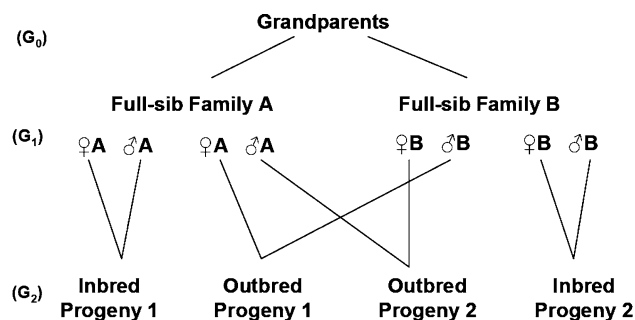 Grandparents
(G₀)
Full-sib Family A Full-sib Family B
(G₁)
♀A ♂A ♀A ♂A ♀B ♂B ♀B ♂B
(G₂)
Inbred Progeny 1
Outbred Progeny 1
Outbred Progeny 2
Inbred Progeny 2